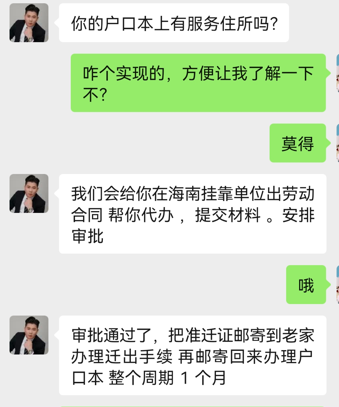 你的户口本上有服务住所吗?
咋个实现的，方便让我了解一下
不?
莫得
我们会给你在海南挂靠单位出劳动
合同 帮你代办 ，提交材料 。安排
审批
哦
审批通过了，把准迁证邮寄到老家
办理迁出手续 再邮寄回来办理户
口本 整个周期 1 个月